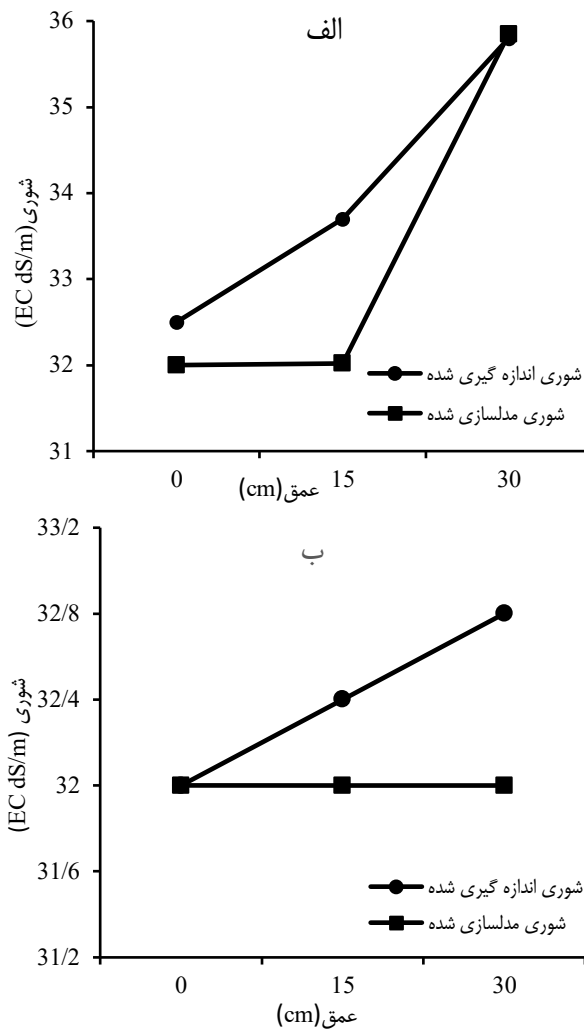 الف
36
35
34
33
32
31
شوری(EC dS/m)
شوری اندازه گیری شده
شوری مدلسازی شده
0 15 30
عمق(cm)
ب
33/2
32/8
32/4
32
31/6
31/2
شوری (EC dS/m)
شوری اندازه گیری شده
شوری مدلسازی شده
0 15 30
عمق(cm)